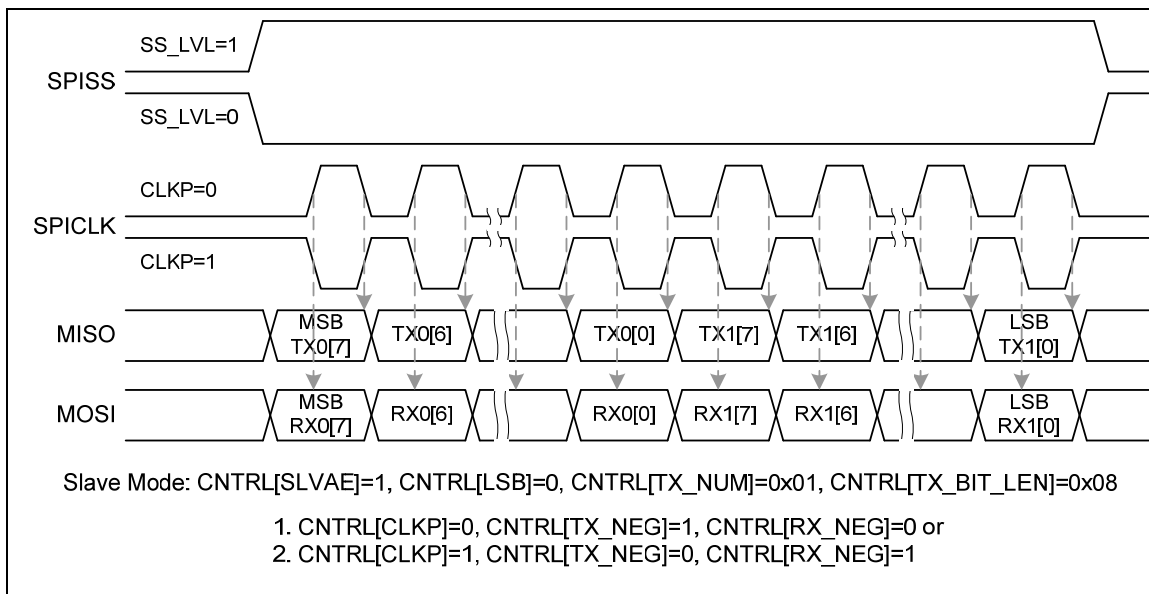 SS_LVL=1
SPISS
SS_LVL=0
CLKP=0
SPICLK
CLKP=1
MISO
MSB
TX0[7]
TX0[6]
TX0[0]
TX1[7]
TX1[6]
LSB
TX1[0]
MOSI
MSB
RX0[7]
RX0[6]
RX0[0]
RX1[7]
RX1[6]
LSB
RX1[0]
Slave Mode: CNTRL[SLVAE]=1, CNTRL[LSB]=0, CNTRL[TX_NUM]=0x01, CNTRL[TX_BIT_LEN]=0x08
1. CNTRL[CLKP]=0, CNTRL[TX_NEG]=1, CNTRL[RX_NEG]=0 or
2. CNTRL[CLKP]=1, CNTRL[TX_NEG]=0, CNTRL[RX_NEG]=1